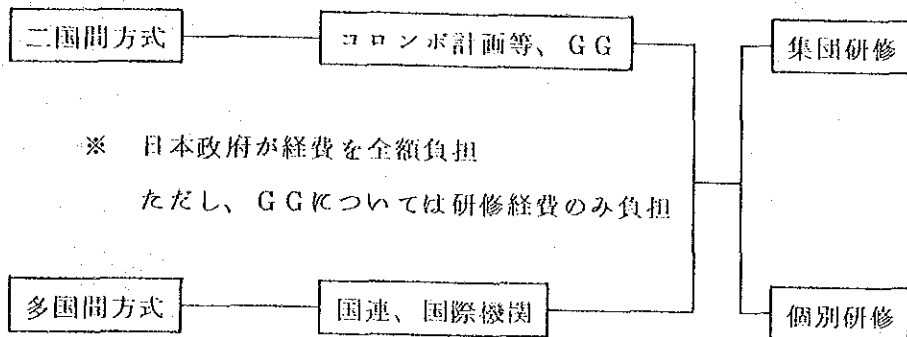 二国間方式 コロンボ計画等、GG 集団研修
※ 日本政府が経費を全額負担
ただし、GGについては研修経費のみ負担
多国間方式 国連、国際機関 個別研修